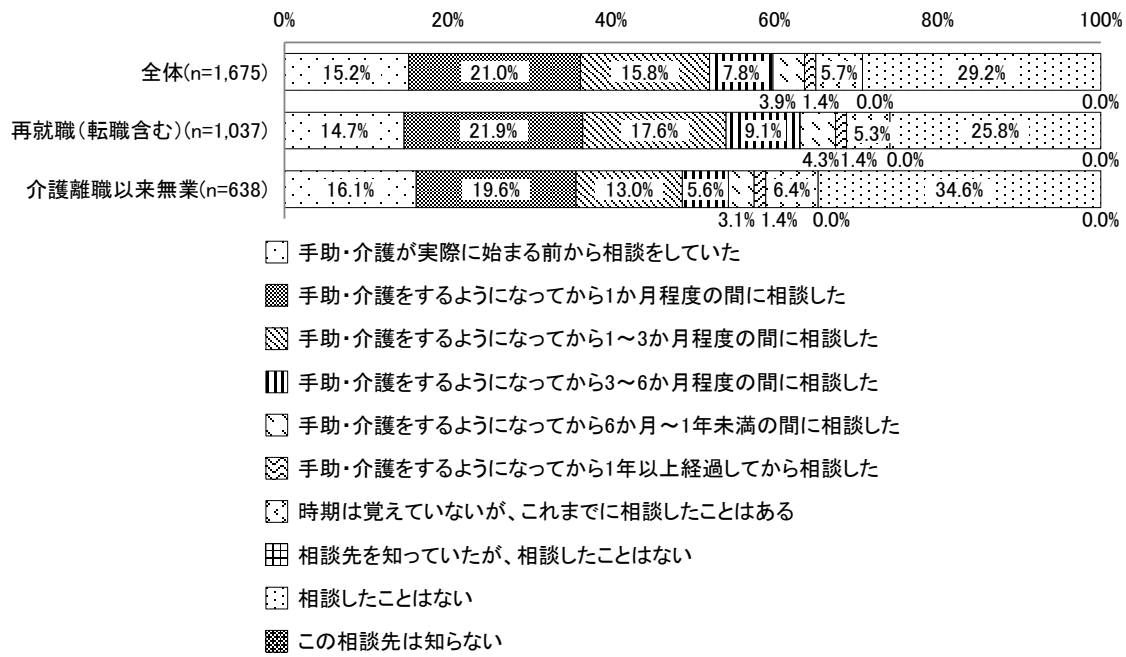 0% 20% 40% 60% 80% 100%
全体(n=1,675) 15.2% 21.0% 15.8% 7.8% 5.7% 29.2%
3.9% 1.4% 0.0% 0.0%
再就職(転職含む)(n=1,037) 14.7% 21.9% 17.6% 9.1% 5.3% 25.8%
4.3% 1.4% 0.0% 0.0%
介護離職以来無業(n=638) 16.1% 19.6% 13.0% 5.6% 6.4% 34.6%
3.1% 1.4% 0.0% 0.0%
手助・介護が実際に始まる前から相談をしていた
手助・介護をするようになってから1か月程度の間に相談した
手助・介護をするようになってから1～3か月程度の間に相談した
手助・介護をするようになってから3～6か月程度の間に相談した
手助・介護をするようになってから6か月～1年未満の間に相談した
手助・介護をするようになってから1年以上経過してから相談した
時期は覚えていないが、これまでに相談したことはある
相談先を知っていたが、相談したことはない
相談したことはない
この相談先は知らない